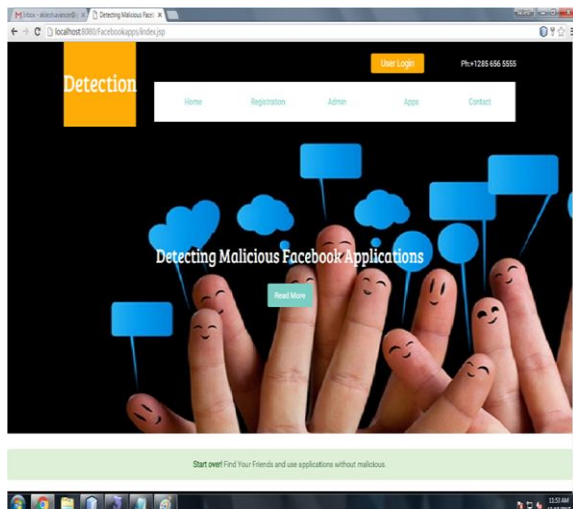 Detecting Malicious Faceb
localhost:8080/Facebookapps/index.jsp
User Login
Ph:+1285 656 5555
Detection
Home Registration Admin Apps Contact
Detecting Malicious Facebook Applications
Read More
Start over! Find Your Friends and use applications without malicious.
11:57 AM